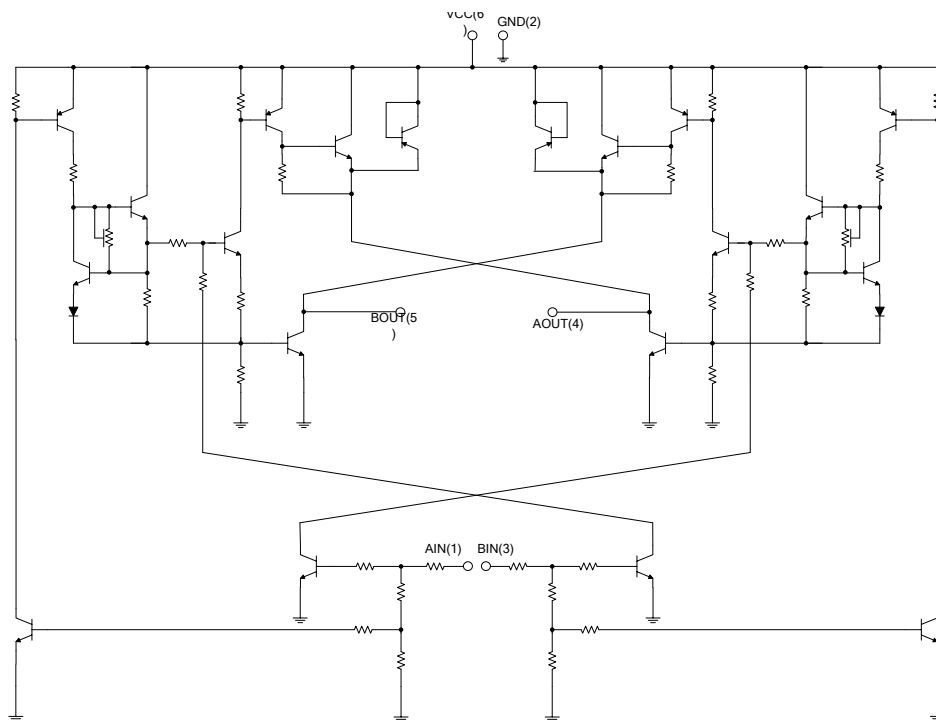 VCC(6
)
GND(2)
BOUT(5
)
AOUT(4)
AIN(1)
BIN(3)